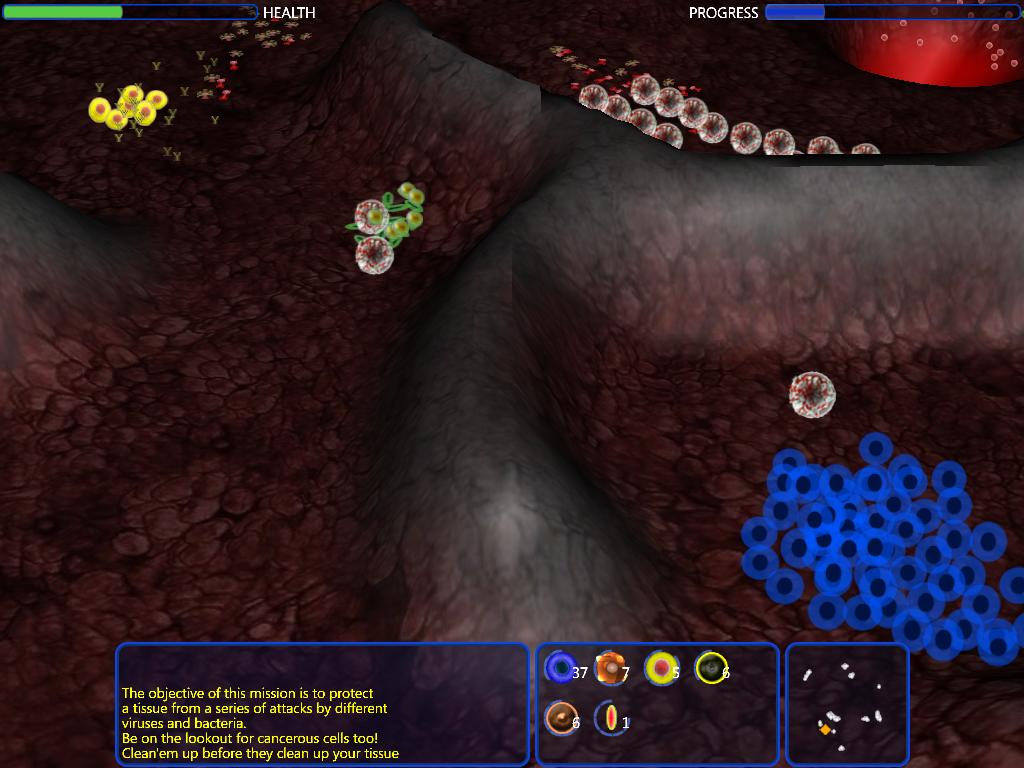 HEALTH
PROGRESS
37 7 5 6
6 1
The objective of this mission is to protect
a tissue from a series of attacks by different
viruses and bacteria.
Be on the lookout for cancerous cells too!
Clean'em up before they clean up your tissue